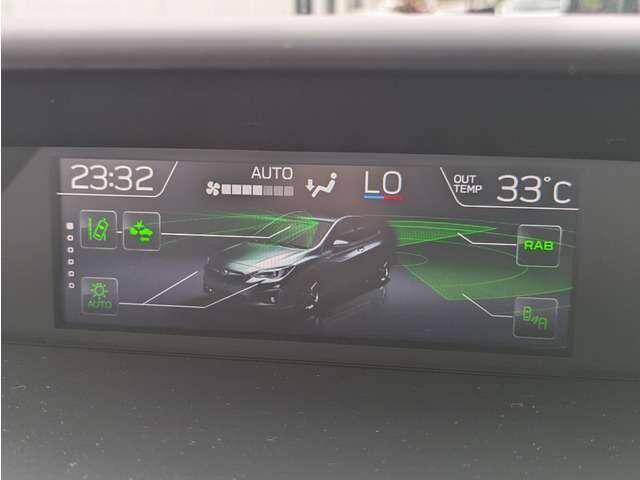 23:32
AUTO
LO
OUT
TEMP
33°C
RAB
AUTO